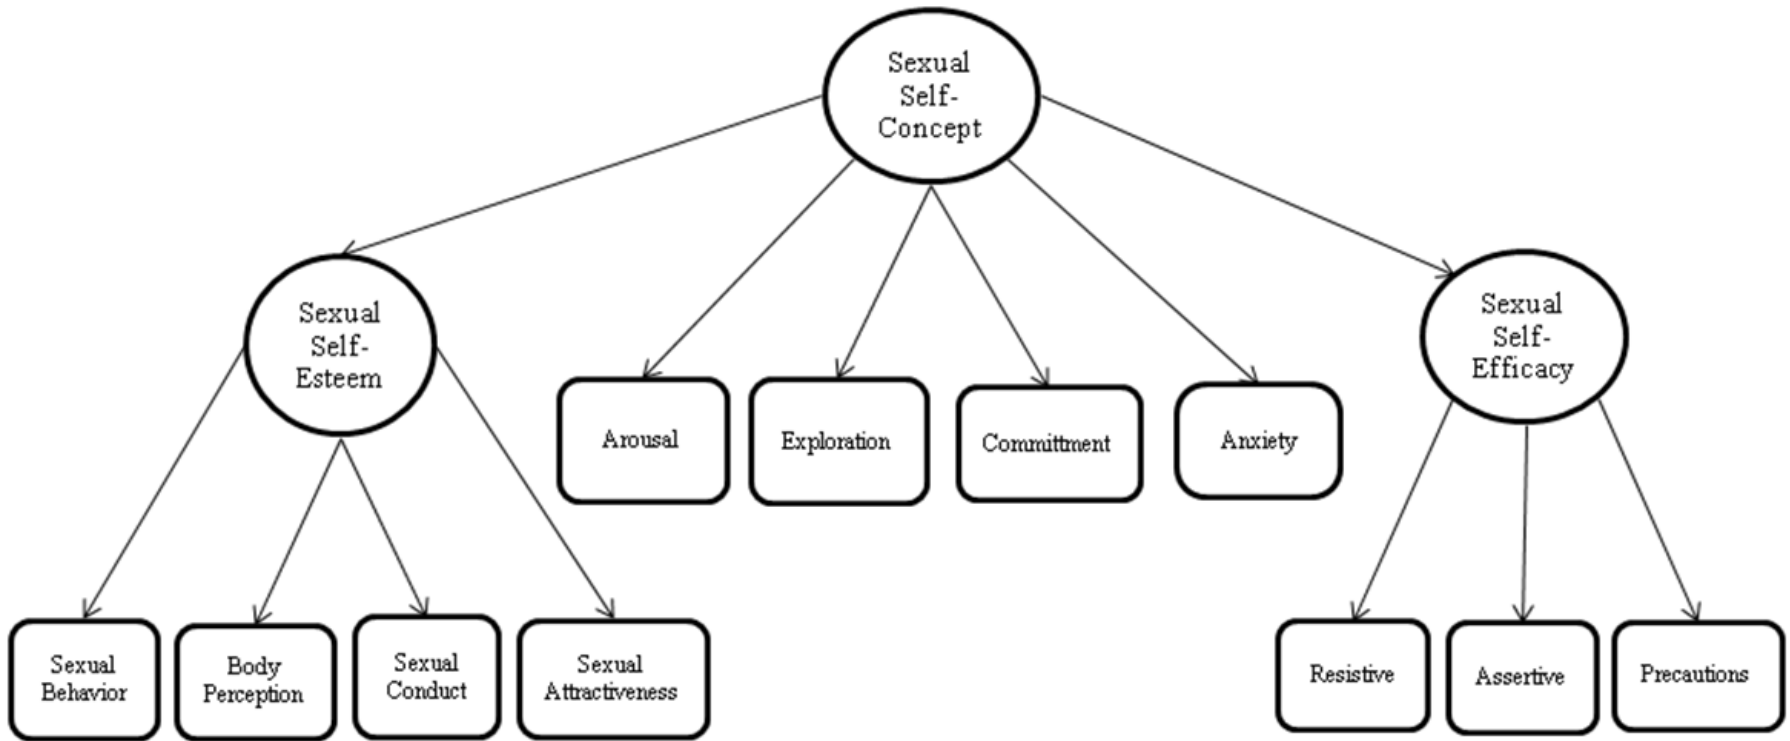 Sexual
Self-
Concept
Sexual
Self-
Esteem
Sexual
Self-
Efficacy
Arousal
Exploration
Committment
Anxiety
Sexual
Behavior
Body
Perception
Sexual
Conduct
Sexual
Attractiveness
Resistive
Assertive
Precautions